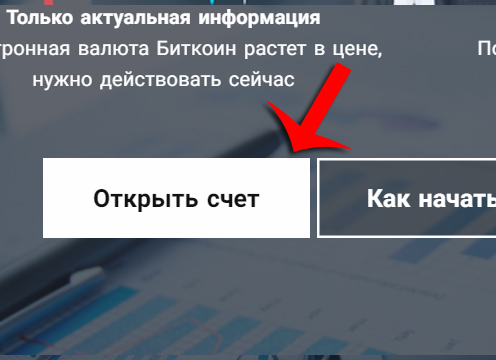 Только актуальная информация
тронная валюта Биткоин растет в цене,
нужно действовать сейчас
По
Открыть счет
Как начать